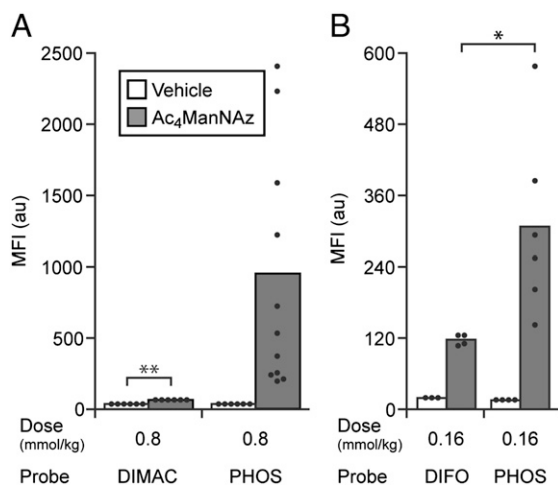 A
MFI (au)
2500
2000
1500
1000
500
0
Vehicle
Ac₄ManNAz
**
Dose
(mmol/kg)
0.8
0.8
Probe
DIMAC
PHOS
B
MFI (au)
600
480
360
240
120
0
*
Dose
(mmol/kg)
0.16
0.16
Probe
DIFO
PHOS